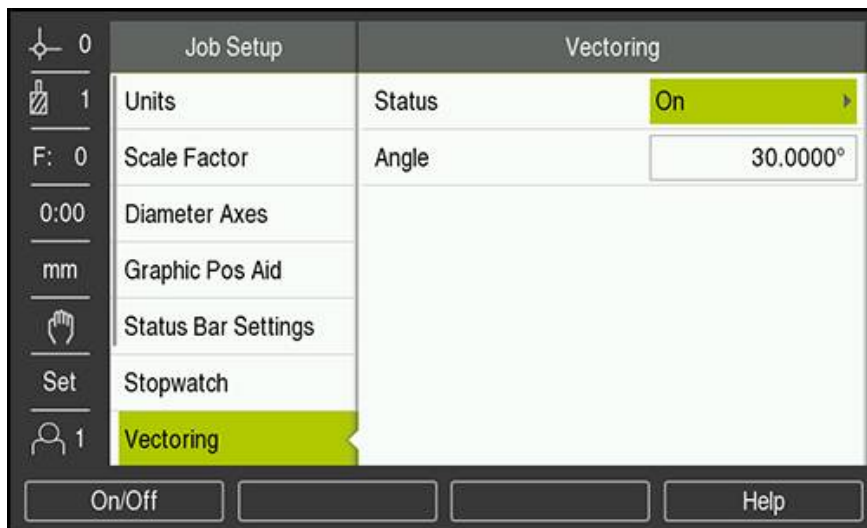 0
Job Setup
Vectoring
1
Units
Status
On
F: 0
Scale Factor
Angle
30.0000°
0:00
Diameter Axes
mm
Graphic Pos Aid
Status Bar Settings
Set
Stopwatch
1
Vectoring
On/Off
Help